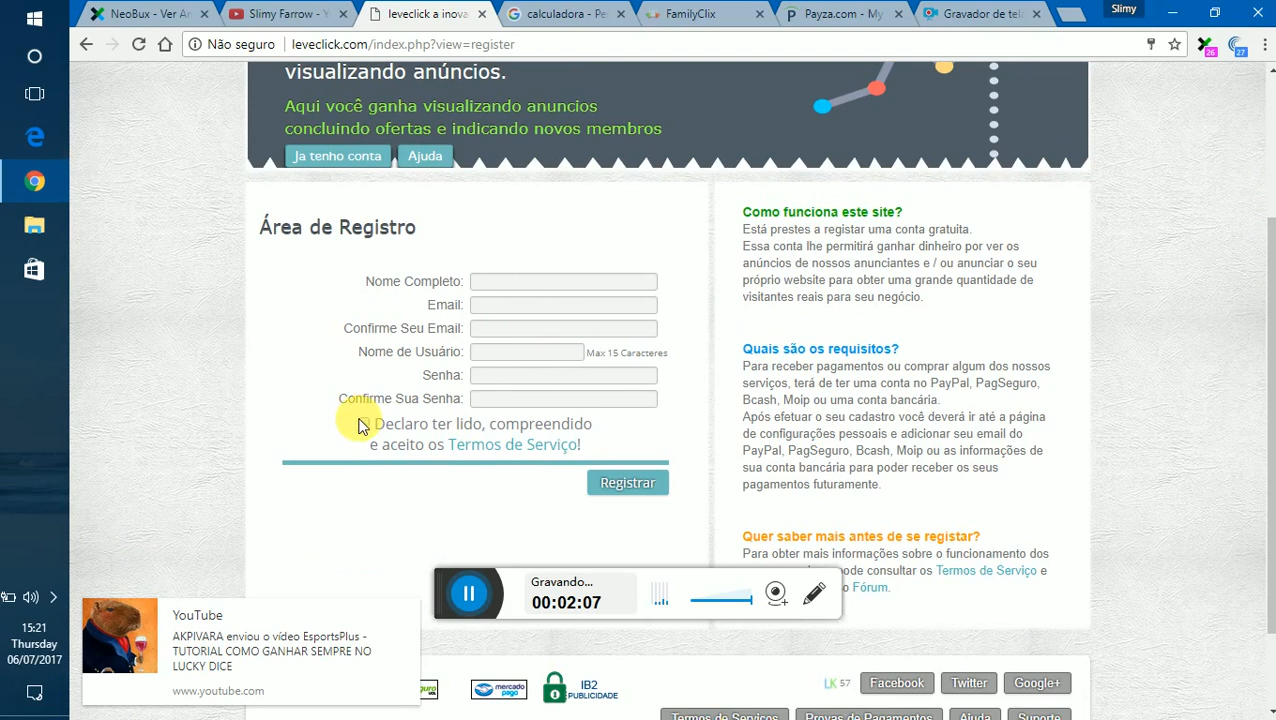 NeoBux - Ver An
Slimy Farrow - Y
leveclick a inova
calculadora - Pe
FamilyClix
Payza.com - My
Gravador de tel
Slimy
Não seguro
leveclick.com/index.php?view=register
26
27
visualizando anúncios.
Aqui você ganha visualizando anuncios
concluindo ofertas e indicando novos membros
Ja tenho conta
Ajuda
Área de Registro
Nome Completo:
Email:
Confirme Seu Email:
Nome de Usuário:
Max 15 Caracteres
Senha:
Confirme Sua Senha:
Declaro ter lido, compreendido
e aceito os Termos de Serviço!
Registrar
Como funciona este site?
Está prestes a registrar uma conta gratuita.
Essa conta lhe permitirá ganhar dinheiro por ver os
anúncios de nossos anunciantes e / ou anunciar o seu
próprio website para obter uma grande quantidade de
visitantes reais para seu negócio.
Quais são os requisitos?
Para receber pagamentos ou comprar algum dos nossos
serviços, terá de ter uma conta no PayPal, PagSeguro,
Bcash, Moip ou uma conta bancária.
Após efetuar o seu cadastro você deverá ir até a página
de configurações pessoais e adicionar seu email do
PayPal, PagSeguro, Bcash, Moip ou as informações de
sua conta bancária para poder receber os seus
pagamentos futuramente.
Quer saber mais antes de se registrar?
Para obter mais informações sobre o funcionamento dos
pode consultar os Termos de Serviço e
o Fórum.
Gravando...
00:02:07
YouTube
AKPIVARA enviou o vídeo EsportsPlus -
TUTORIAL COMO GANHAR SEMPRE NO
LUCKY DICE
www.youtube.com
15:21
Thursday
06/07/2017
uro
mercado
pago
IB2
PUBLICIDADE
LK 57
Facebook
Twitter
Google+
Termos de Serviços
Provas de Pagamentos
Ajuda
Suporte